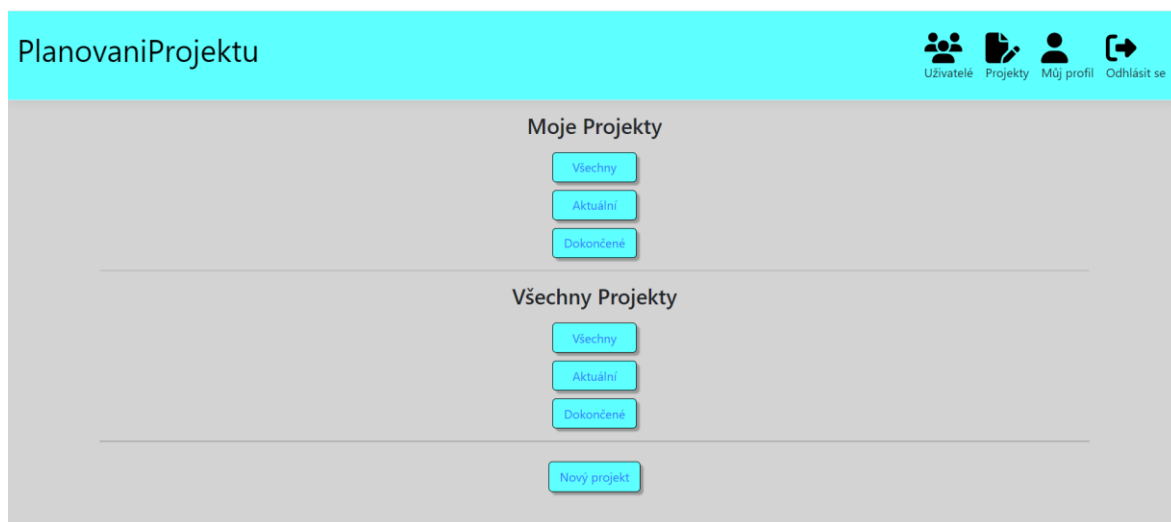 PlanovaniProjektu
Uživatelé Projekty Můj profil Odhlásit se
Moje Projekty
Všechny
Aktuální
Dokončené
Všechny Projekty
Všechny
Aktuální
Dokončené
Nový projekt